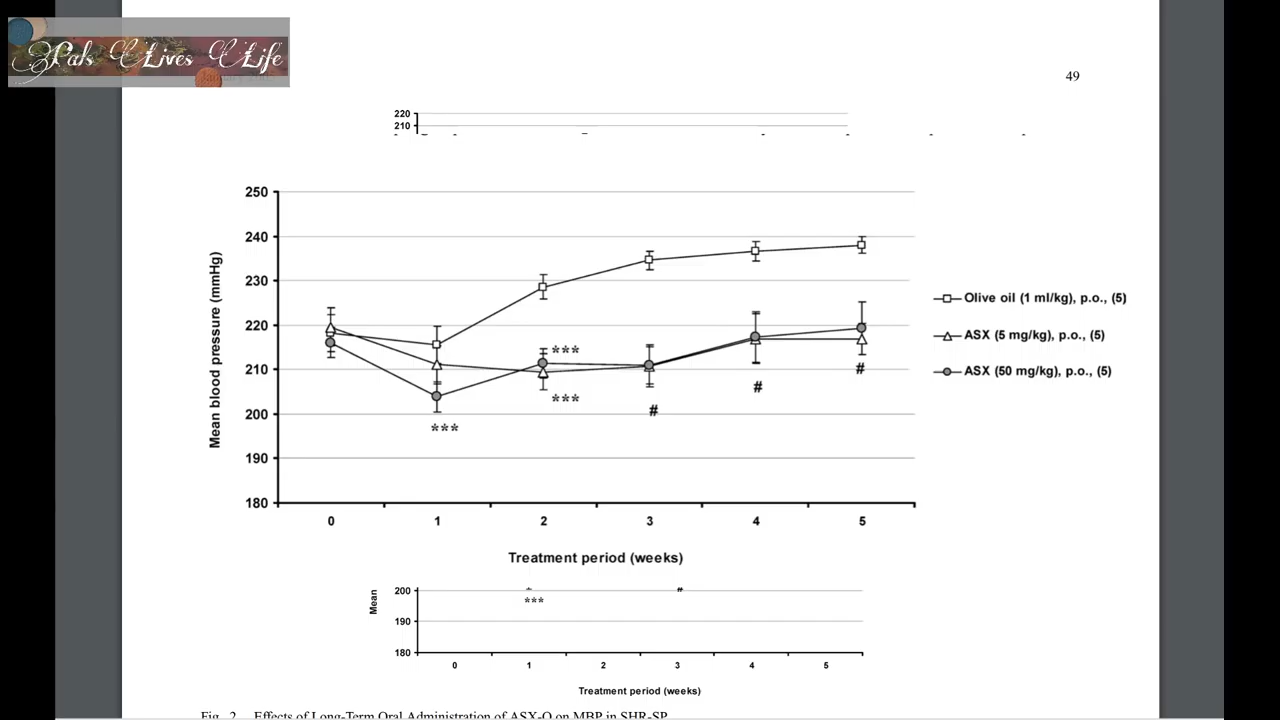 Pals Lives Life
49
220
210
250
240
230
220
210
200
190
180
Mean blood pressure (mmHg)
***
***
***
#
#
#
0 1 2 3 4 5
Treatment period (weeks)
Olive oil (1 ml/kg), p.o., (5)
ASX (5 mg/kg), p.o., (5)
ASX (50 mg/kg), p.o., (5)
Mean
200
190
180
***
#
0 1 2 3 4 5
Treatment period (weeks)
Fig. 2. Effects of Long-Term Oral Administration of ASX-O on MBP in SHR-SP